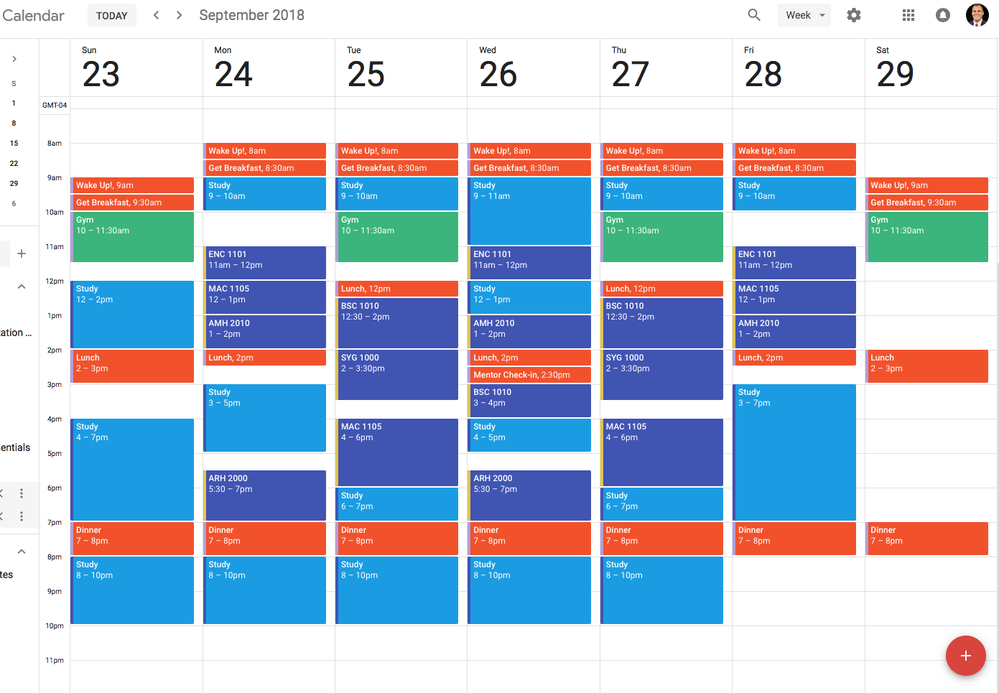 Calendar
TODAY
September 2018
Week
Sun
23
Mon
24
Tue
25
Wed
26
Thu
27
Fri
28
Sat
29
S
1
8
15
22
29
6
tation ...
sentials
tes
GMT-04
8am
9am
10am
11am
12pm
1pm
2pm
3pm
4pm
5pm
6pm
7pm
8pm
9pm
10pm
11pm
Wake Up!, 9am
Get Breakfast, 9:30am
Gym
10 – 11:30am
Study
12 – 2pm
Lunch
2 – 3pm
Study
4 – 7pm
Dinner
7 – 8pm
Study
8 – 10pm
Wake Up!, 8am
Get Breakfast, 8:30am
Study
9 – 10am
ENC 1101
11am – 12pm
MAC 1105
12 – 1pm
AMH 2010
1 – 2pm
Lunch, 2pm
Study
3 – 5pm
ARH 2000
5:30 – 7pm
Dinner
7 – 8pm
Study
8 – 10pm
Wake Up!, 8am
Get Breakfast, 8:30am
Study
9 – 10am
Gym
10 – 11:30am
Lunch, 12pm
BSC 1010
12:30 – 2pm
SYG 1000
2 – 3:30pm
MAC 1105
4 – 6pm
Study
6 – 7pm
Dinner
7 – 8pm
Study
8 – 10pm
Wake Up!, 8am
Get Breakfast, 8:30am
Study
9 – 11am
ENC 1101
11am – 12pm
Study
12 – 1pm
AMH 2010
1 – 2pm
Lunch, 2pm
Mentor Check-in, 2:30pm
BSC 1010
3 – 4pm
Study
4 – 5pm
ARH 2000
5:30 – 7pm
Dinner
7 – 8pm
Study
8 – 10pm
Wake Up!, 8am
Get Breakfast, 8:30am
Study
9 – 10am
Gym
10 – 11:30am
Lunch, 12pm
BSC 1010
12:30 – 2pm
SYG 1000
2 – 3:30pm
MAC 1105
4 – 6pm
Study
6 – 7pm
Dinner
7 – 8pm
Study
8 – 10pm
Wake Up!, 8am
Get Breakfast, 8:30am
Study
9 – 10am
ENC 1101
11am – 12pm
MAC 1105
12 – 1pm
AMH 2010
1 – 2pm
Lunch, 2pm
Study
3 – 7pm
Dinner
7 – 8pm
Wake Up!, 9am
Get Breakfast, 9:30am
Gym
10 – 11:30am
Lunch
2 – 3pm
Dinner
7 – 8pm